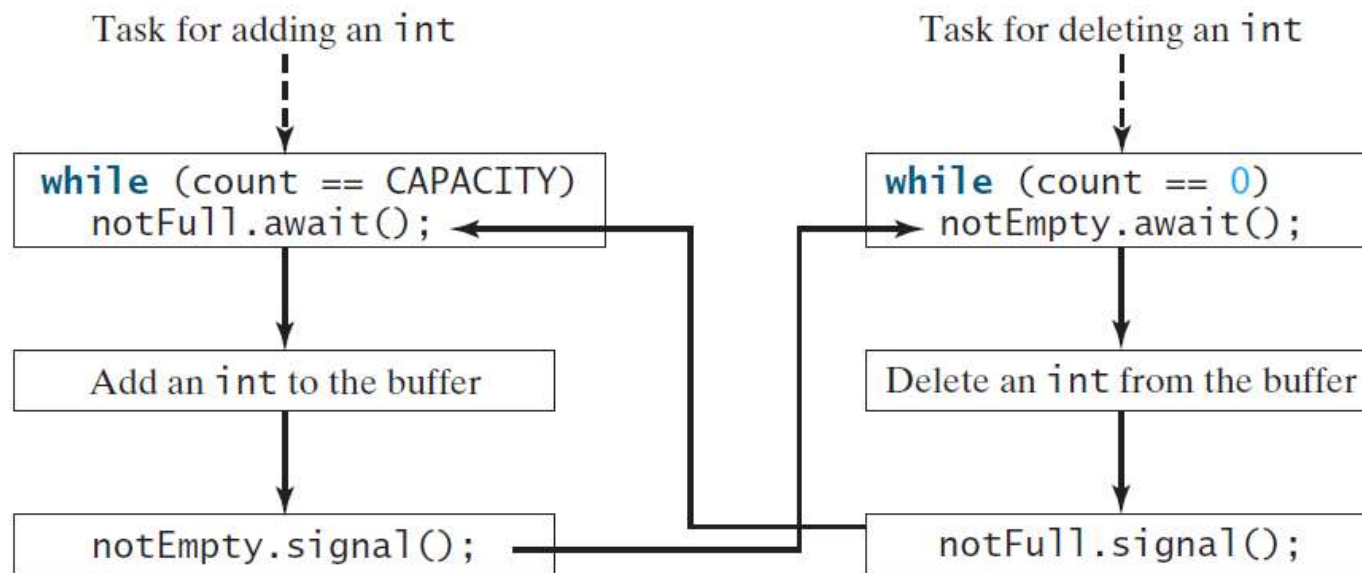 Task for adding an int
while (count == CAPACITY)
notFull.await();
Add an int to the buffer
notEmpty.signal();
Task for deleting an int
while (count == 0)
notEmpty.await();
Delete an int from the buffer
notFull.signal();